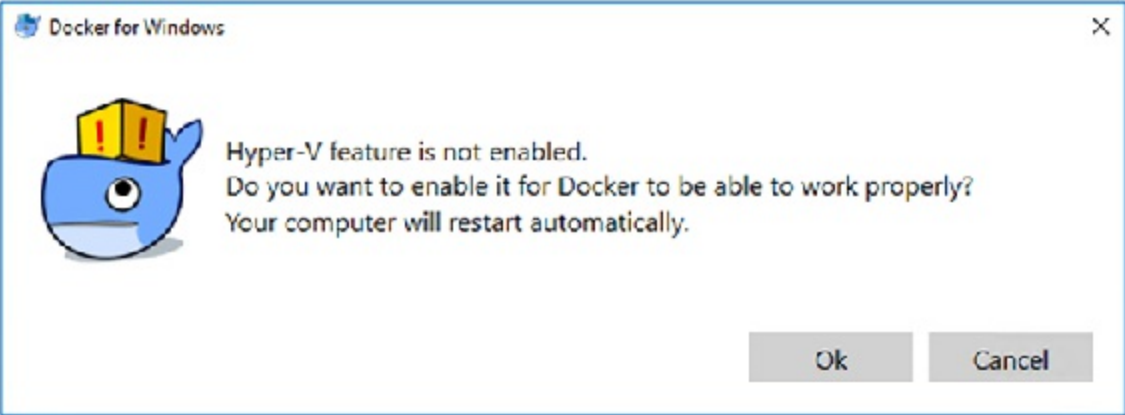 Docker for Windows
! !
Hyper-V feature is not enabled.
Do you want to enable it for Docker to be able to work properly?
Your computer will restart automatically.
Ok Cancel